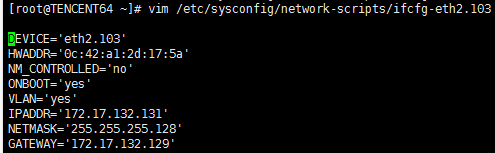 [root@TENCENT64 ~]# vim /etc/sysconfig/network-scripts/ifcfg-eth2.103
DEVICE='eth2.103'
HWADDR='0c:42:a1:2d:17:5a'
NM_CONTROLLED='no'
ONBOOT='yes'
VLAN='yes'
IPADDR='172.17.132.131'
NETMASK='255.255.255.128'
GATEWAY='172.17.132.129'